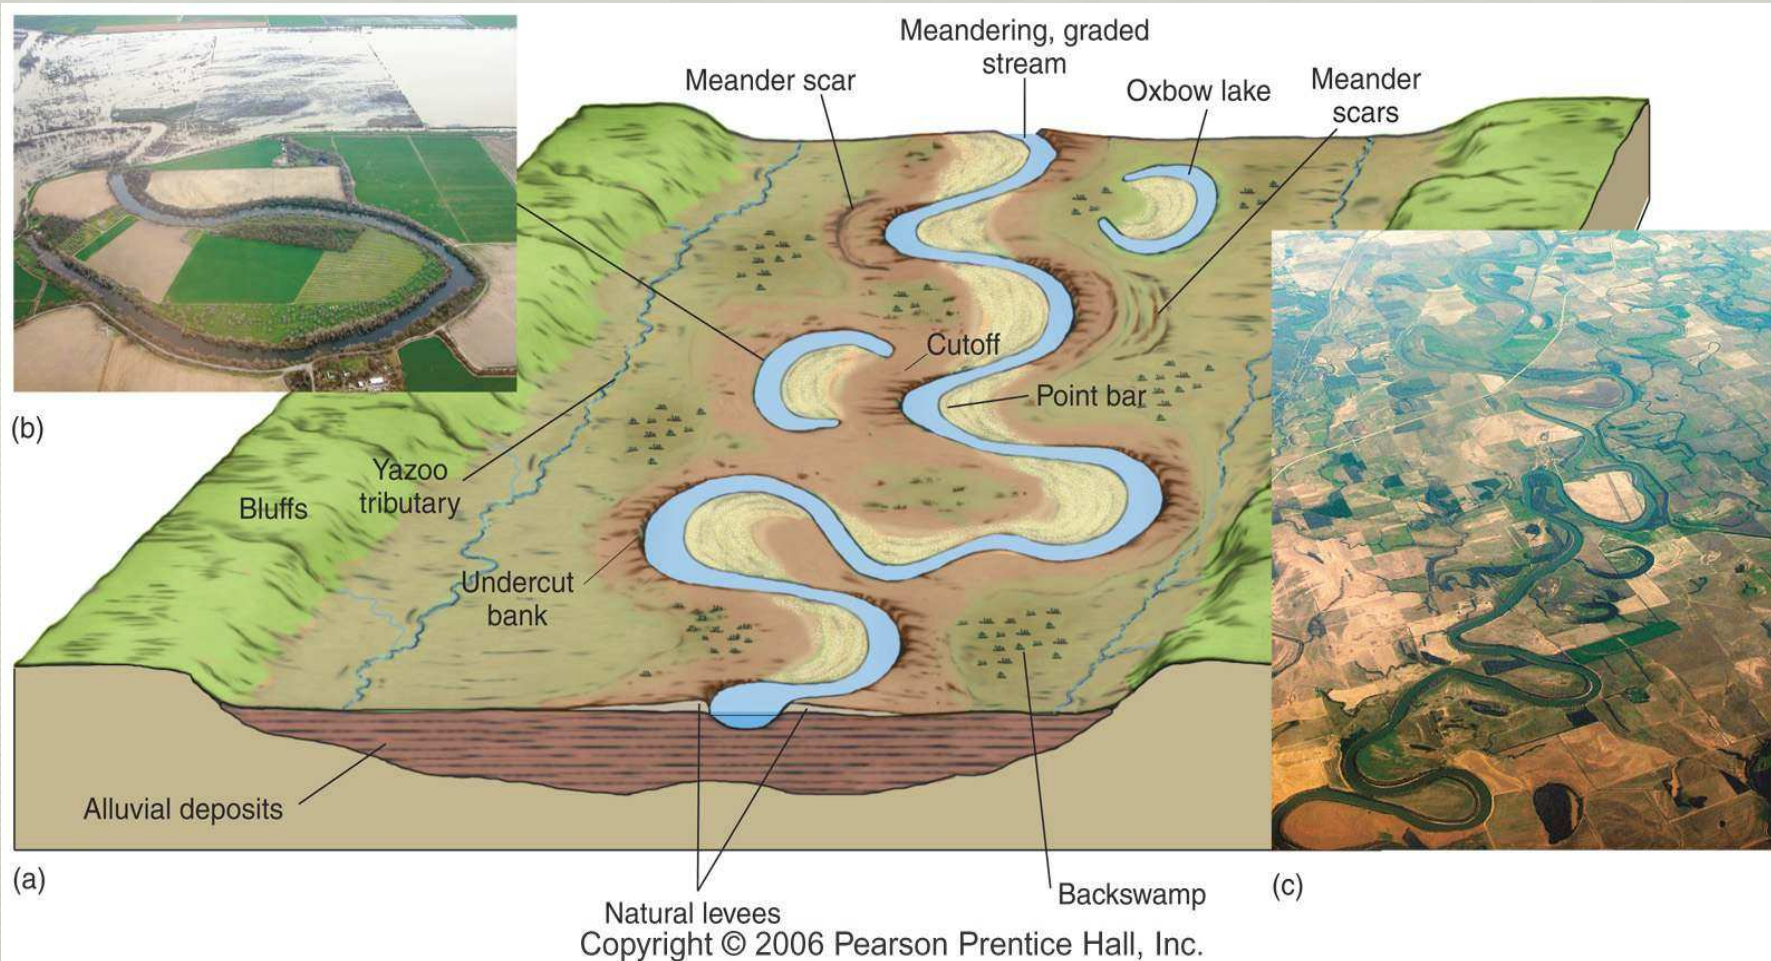 Meandering, graded
stream
Meander scar
Oxbow lake
Meander
scars
Cutoff
Point bar
(b)
Yazoo
tributary
Bluffs
Undercut
bank
Alluvial deposits
(a)
Natural levees
Backswamp
(c)
Copyright © 2006 Pearson Prentice Hall, Inc.